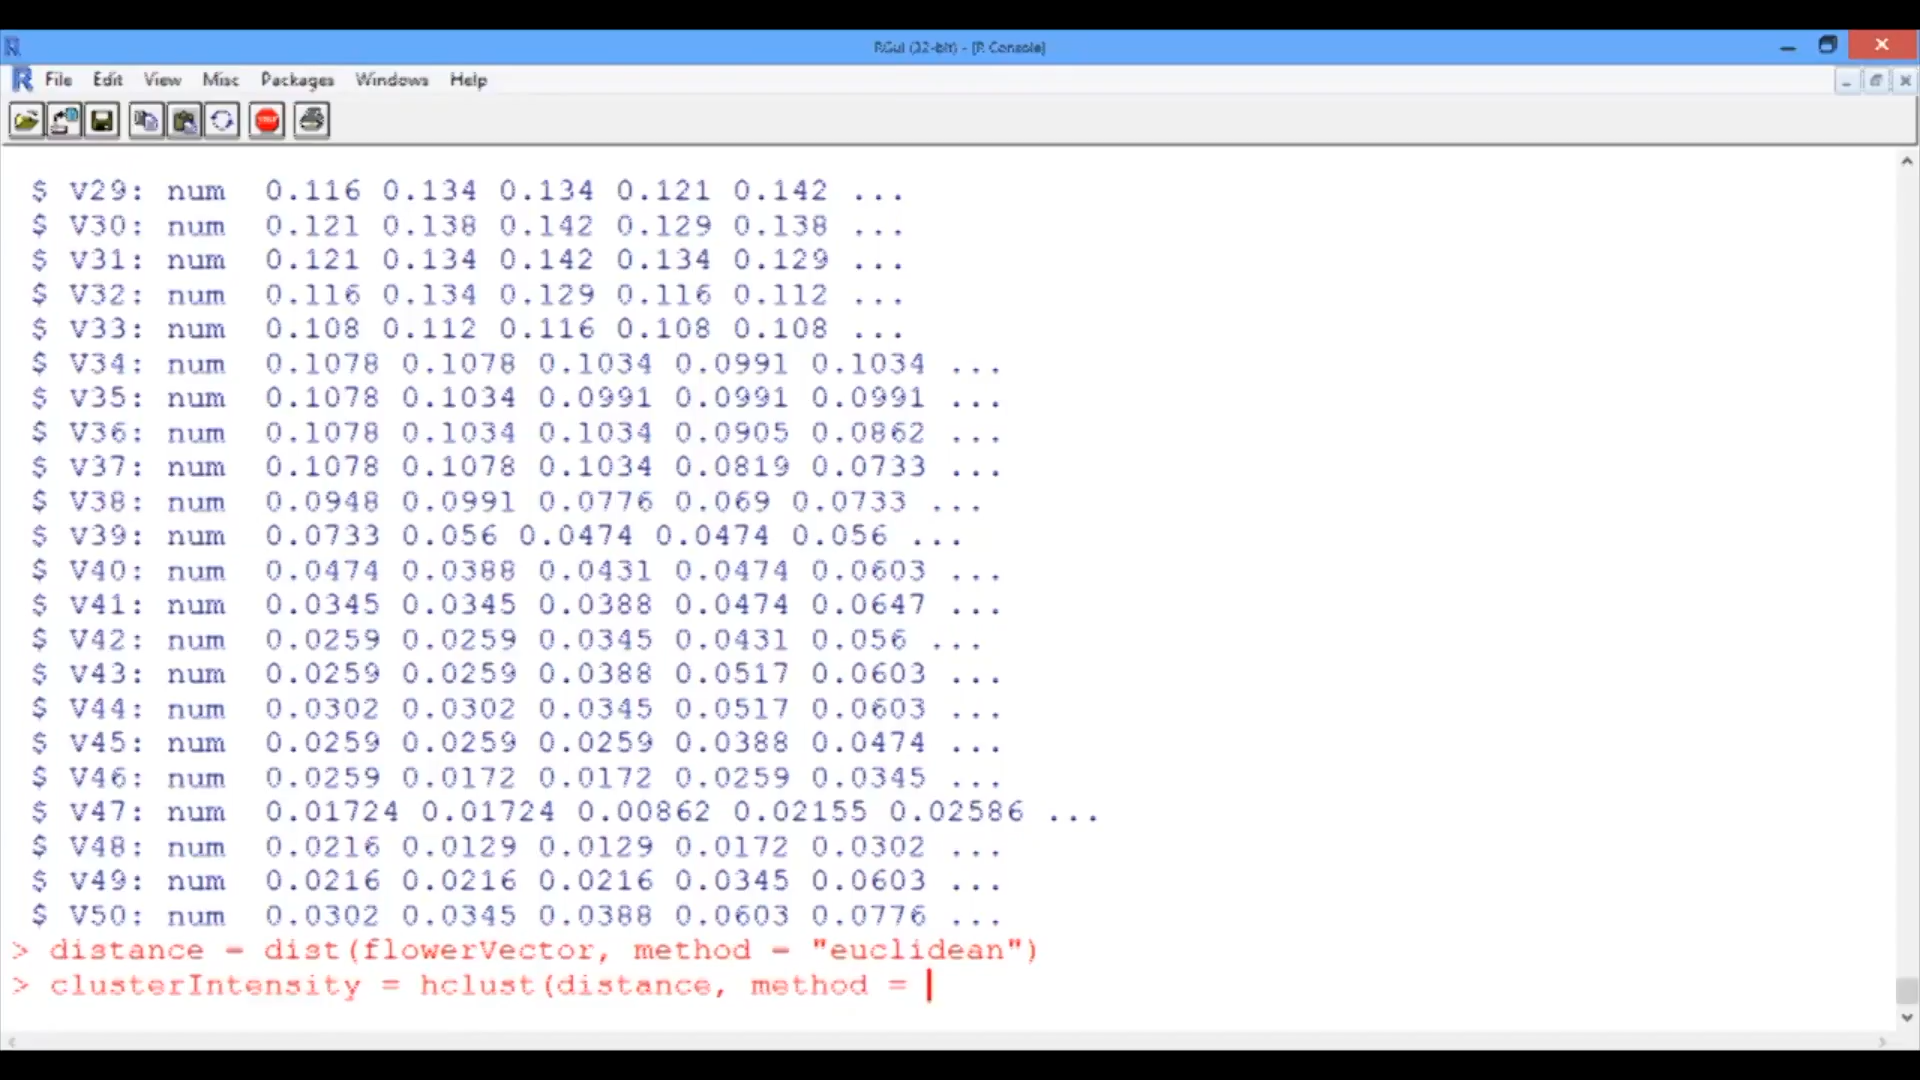 RGui (32-bit) - [R Console]
File Edit View Misc Packages Windows Help
STOP
$ V29: num 0.116 0.134 0.134 0.121 0.142 ...
$ V30: num 0.121 0.138 0.142 0.129 0.138 ...
$ V31: num 0.121 0.134 0.142 0.134 0.129 ...
$ V32: num 0.116 0.134 0.129 0.116 0.112 ...
$ V33: num 0.108 0.112 0.116 0.108 0.108 ...
$ V34: num 0.1078 0.1078 0.1034 0.0991 0.1034 ...
$ V35: num 0.1078 0.1034 0.0991 0.0991 0.0991 ...
$ V36: num 0.1078 0.1034 0.1034 0.0905 0.0862 ...
$ V37: num 0.1078 0.1078 0.1034 0.0819 0.0733 ...
$ V38: num 0.0948 0.0991 0.0776 0.069 0.0733 ...
$ V39: num 0.0733 0.056 0.0474 0.0474 0.056 ...
$ V40: num 0.0474 0.0388 0.0431 0.0474 0.0603 ...
$ V41: num 0.0345 0.0345 0.0388 0.0474 0.0647 ...
$ V42: num 0.0259 0.0259 0.0345 0.0431 0.056 ...
$ V43: num 0.0259 0.0259 0.0388 0.0517 0.0603 ...
$ V44: num 0.0302 0.0302 0.0345 0.0517 0.0603 ...
$ V45: num 0.0259 0.0259 0.0259 0.0388 0.0474 ...
$ V46: num 0.0259 0.0172 0.0172 0.0259 0.0345 ...
$ V47: num 0.01724 0.01724 0.00862 0.02155 0.02586 ...
$ V48: num 0.0216 0.0129 0.0129 0.0172 0.0302 ...
$ V49: num 0.0216 0.0216 0.0216 0.0345 0.0603 ...
$ V50: num 0.0302 0.0345 0.0388 0.0603 0.0776 ...
> distance = dist(flowerVector, method = "euclidean")
> clusterIntensity = hclust(distance, method =